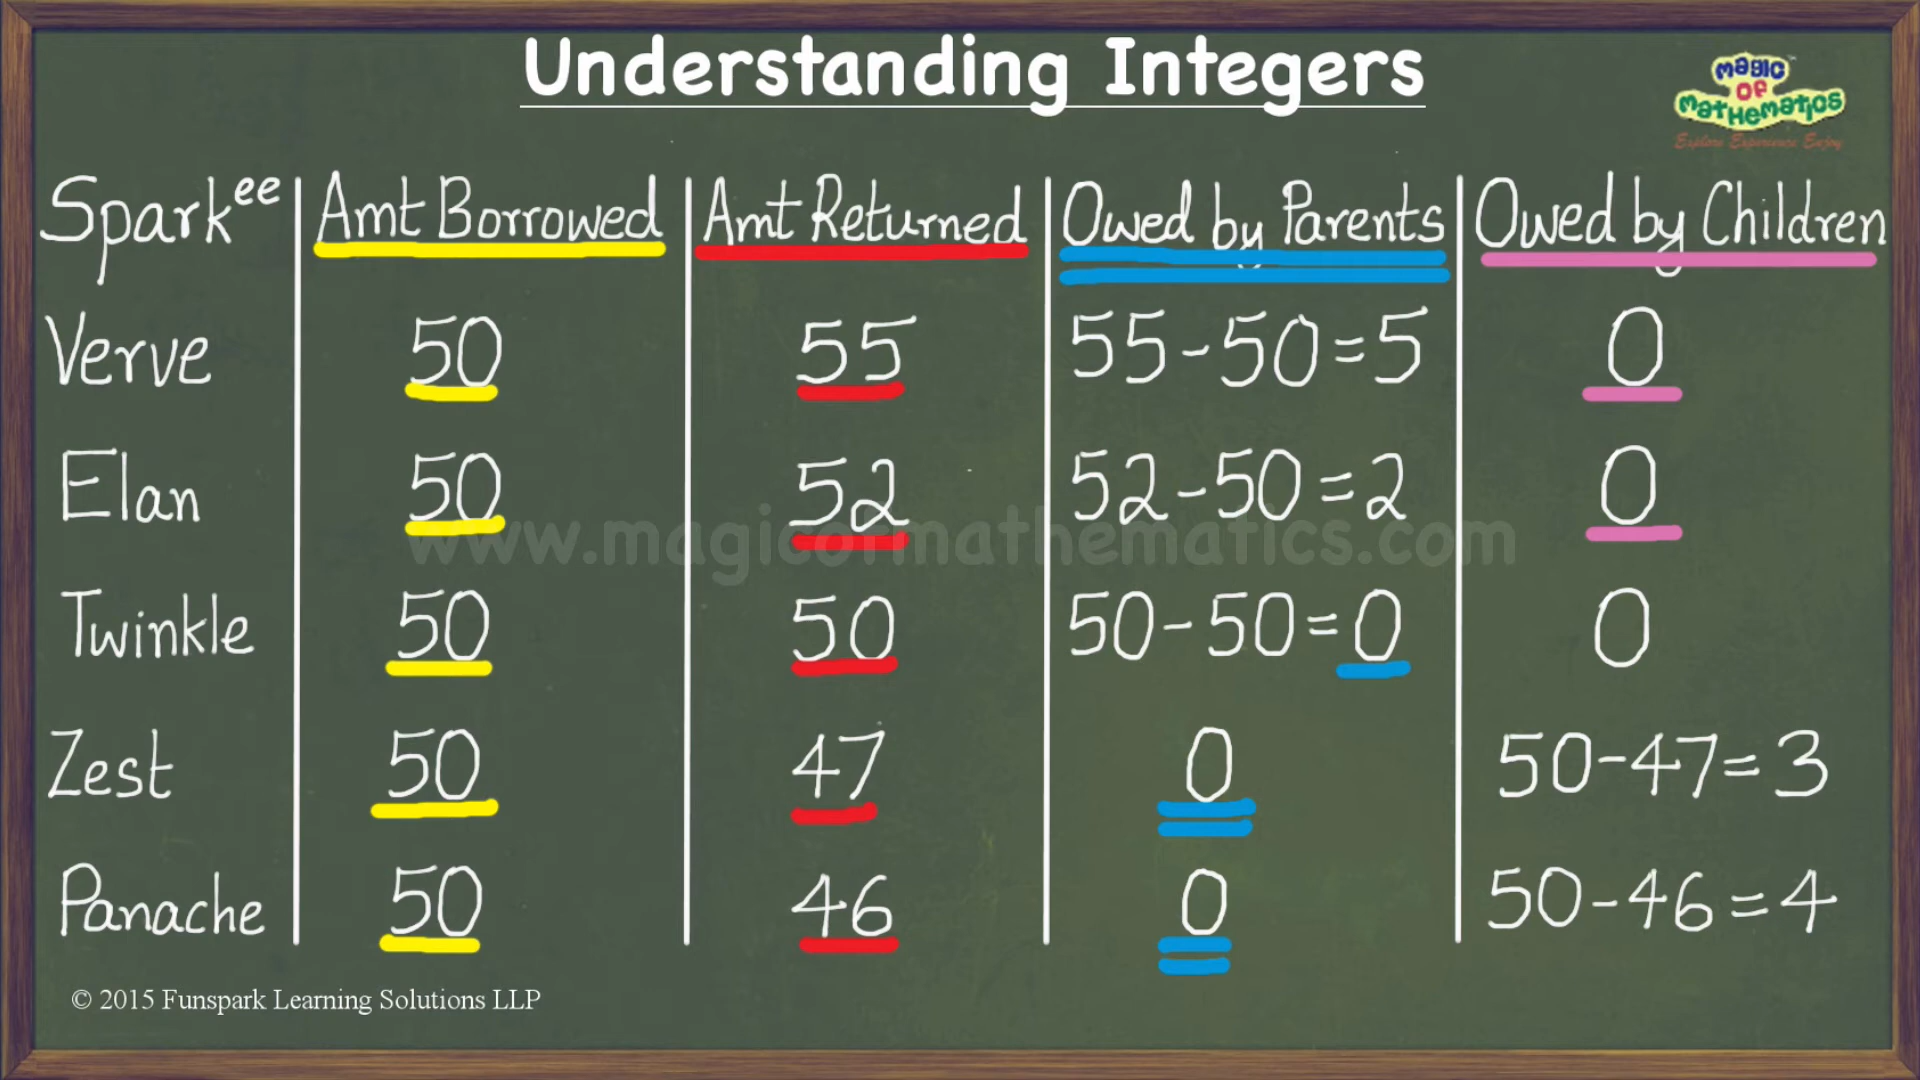 Understanding Integers
MAGIC
OF
MATHEMATICS
Explore Experience Enjoy
Sparkee Amt Borrowed Amt Returned Owed by Parents Owed by Children
Verve 50 55 55-50=5 0
Elan 50 52 52-50=2 0
www.magicofmathematics.com
Twinkle 50 50 50-50=0 0
Zest 50 47 0 50-47=3
Panache 50 46 0 50-46=4
© 2015 Funspark Learning Solutions LLP